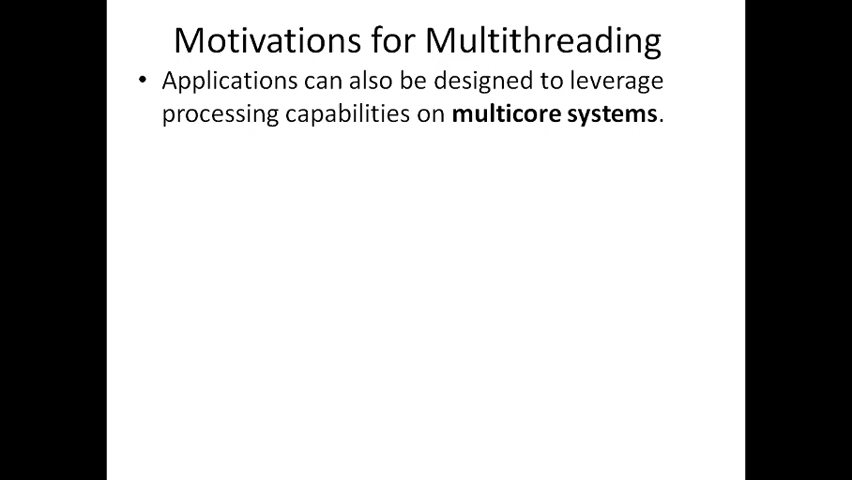 Motivations for Multithreading
• Applications can also be designed to leverage
processing capabilities on multicore systems.